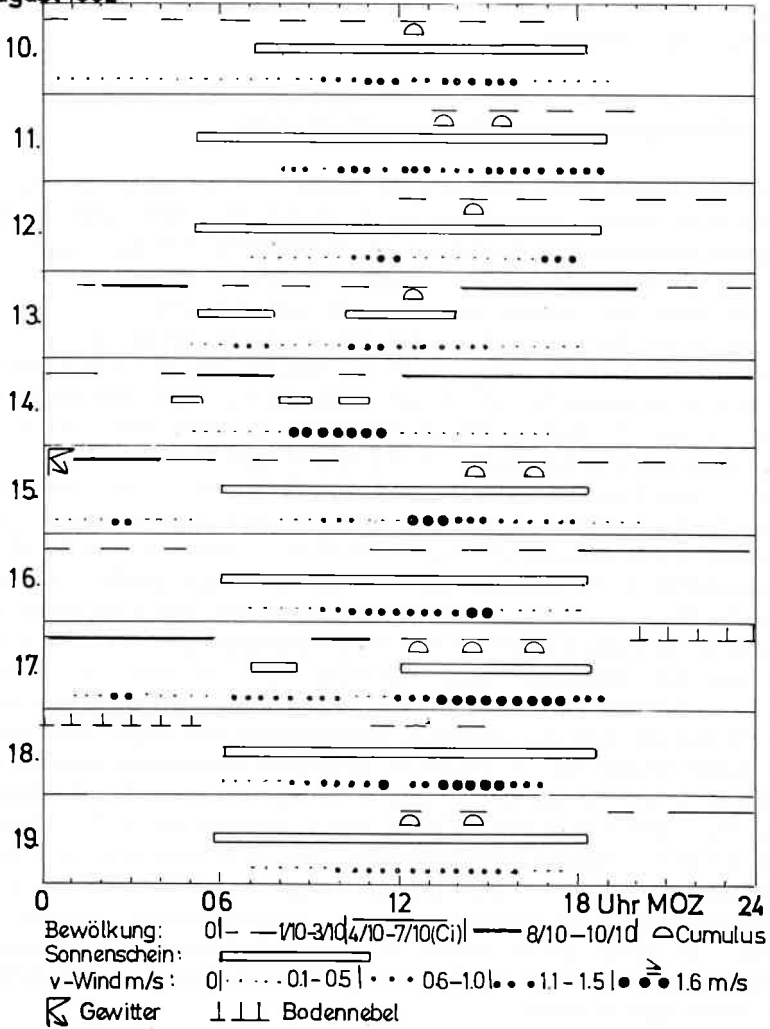 10.
11.
12.
13.
14.
15.
16.
17.
18.
19.
0 06 12 18 Uhr MOZ 24
Bewölkung: 0|– –1/10-3/10|4/10-7/10(Ci)| — 8/10–10/10| Cumulus
Sonnenschein:
v-Wind m/s: 0|····· 0.1-0.5| • • • 0.6–1.0| • • • 1.1-1.5| ● ● ● ≥ 1.6 m/s
Gewitter ⊥⊥⊥ Bodennebel